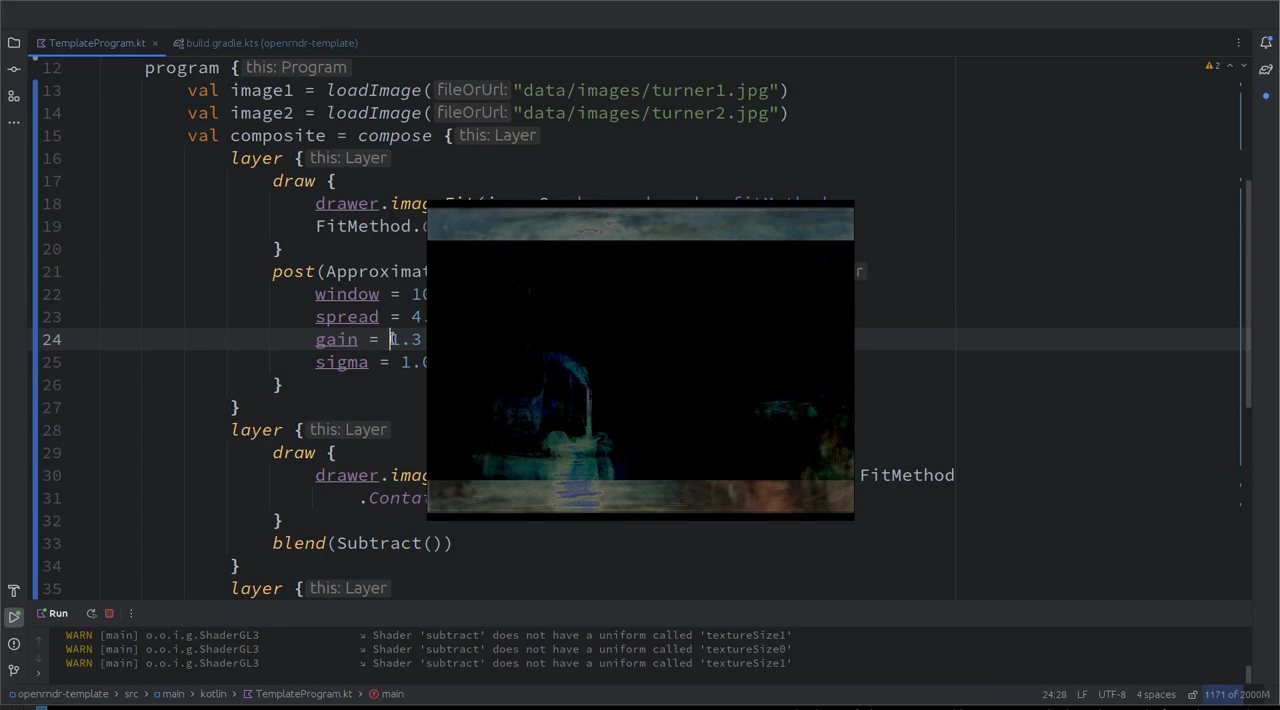 TemplateProgram.kt ×
build.gradle.kts (openrndr-template)
12 program { this: Program
2
13 val image1 = loadImage( fileOrUrl: "data/images/turner1.jpg")
14 val image2 = loadImage( fileOrUrl: "data/images/turner2.jpg")
15 val composite = compose { this: Layer
16 layer { this: Layer
17 draw {
18 drawer.imag
19 FitMethod.
20 }
21 post(Approximat
22 window = 10
23 spread = 4.
24 gain = 1.3
25 sigma = 1.0
26 }
27 }
28 layer { this: Layer
29 draw {
30 drawer.imag FitMethod
31 .Conta
32 }
33 blend(Subtract())
34 }
35 layer { this: Layer
Run
WARN [main] o.o.i.g.ShaderGL3 ↘ Shader 'subtract' does not have a uniform called 'textureSize1'
WARN [main] o.o.i.g.ShaderGL3 ↘ Shader 'subtract' does not have a uniform called 'textureSize0'
WARN [main] o.o.i.g.ShaderGL3 ↘ Shader 'subtract' does not have a uniform called 'textureSize1'
openrndr-template > src > main > kotlin > TemplateProgram.kt > main 24:28 LF UTF-8 4 spaces 1171 of 2000M